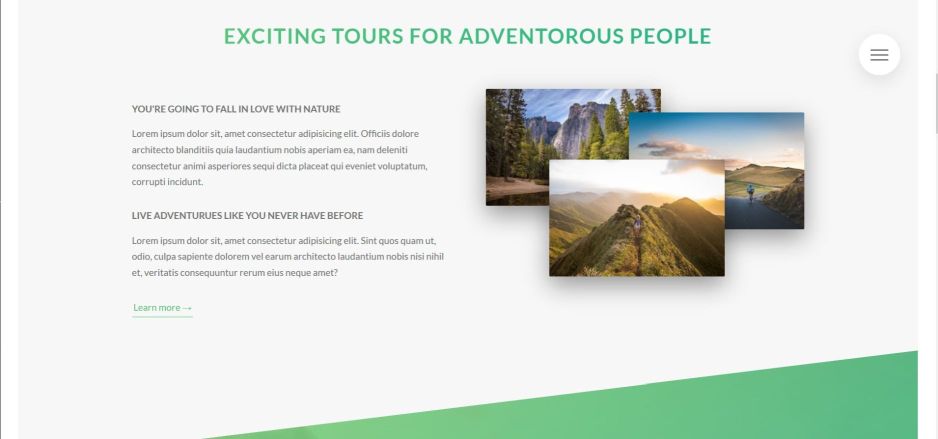 EXCITING TOURS FOR ADVENTOROUS PEOPLE
YOU'RE GOING TO FALL IN LOVE WITH NATURE
Lorem ipsum dolor sit, amet consectetur adipisicing elit. Officiis dolore
architecto blanditiis quia laudantium nobis aperiam ea, nam deleniti
consectetur animi asperiores sequi dicta placeat qui eveniet voluptatum,
corrupti incidunt.
LIVE ADVENTURUES LIKE YOU NEVER HAVE BEFORE
Lorem ipsum dolor sit, amet consectetur adipisicing elit. Sint quos quam ut,
odio, culpa sapiente dolorem vel earum architecto laudantium nobis nisi nihil
et, veritatis consequuntur rerum eius neque amet?
Learn more →